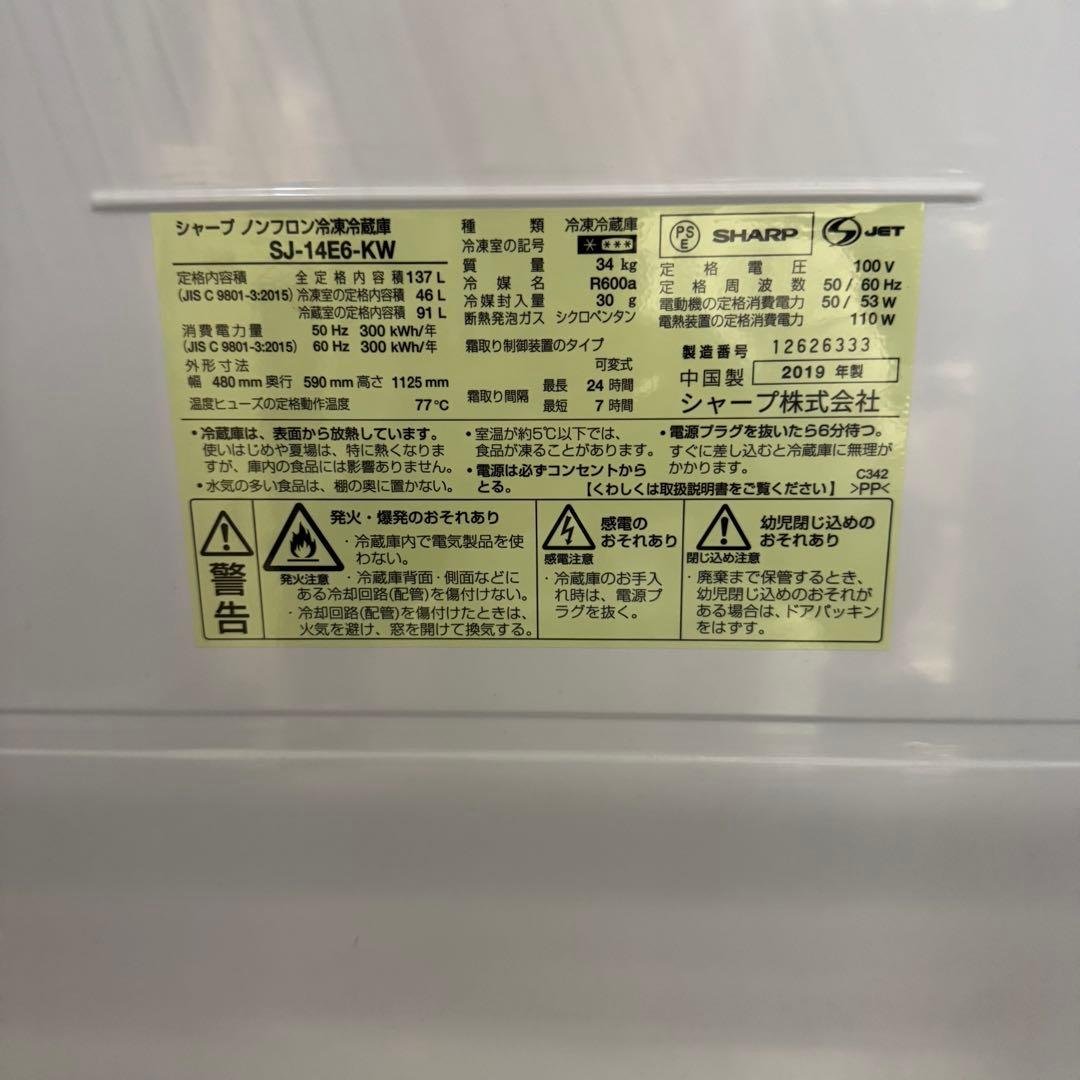 シャープ ノンフロン冷凍冷蔵庫
SJ-14E6-KW
定格内容積 全定格内容積 137 L
(JIS C 9801-3:2015) 冷凍室の定格内容積 46 L
冷蔵室の定格内容積 91 L
消費電力量 50 Hz 300 kWh/年
(JIS C 9801-3:2015) 60 Hz 300 kWh/年
外形寸法
幅 480 mm 奥行 590 mm 高さ 1125 mm
温度ヒューズの定格動作温度 77℃
種類 冷凍冷蔵庫
冷凍室の記号 * ***
質量 34 kg
冷媒名 R600a
冷媒封入量 30 g
断熱発泡ガス シクロペンタン
霜取り制御装置のタイプ
可変式
霜取り間隔 最長 24 時間
最短 7 時間
PSE SHARP S JET
定格電圧 100 V
定格周波数 50 / 60 Hz
電動機の定格消費電力 50 / 53 W
電熱装置の定格消費電力 110 W
製造番号 12626333
中国製 2019 年製
シャープ株式会社
・冷蔵庫は、表面から放熱しています。
使いはじめや夏場は、特に熱くなりま
すが、庫内の食品には影響ありません。
・水気の多い食品は、棚の奥に置かない。
・室温が約5℃以下では、
食品が凍ることがあります。
・電源は必ずコンセントから
とる。
・電源プラグを抜いたら6分待つ。
すぐに差し込むと冷蔵庫に無理が
かかります。
C342
【くわしくは取扱説明書をご覧ください】 >PP<
警告
発火注意
発火・爆発のおそれあり
・冷蔵庫内で電気製品を使
わない。
・冷蔵庫背面・側面などに
ある冷却回路(配管)を傷付けない。
・冷却回路(配管)を傷付けたときは、
火気を避け、窓を開けて換気する。
感電注意
感電の
おそれあり
・冷蔵庫のお手入
れ時は、電源プ
ラグを抜く。
閉じ込め注意
幼児閉じ込めの
おそれあり
・廃棄まで保管するとき、
幼児閉じ込めのおそれが
ある場合は、ドアパッキン
をはずす。